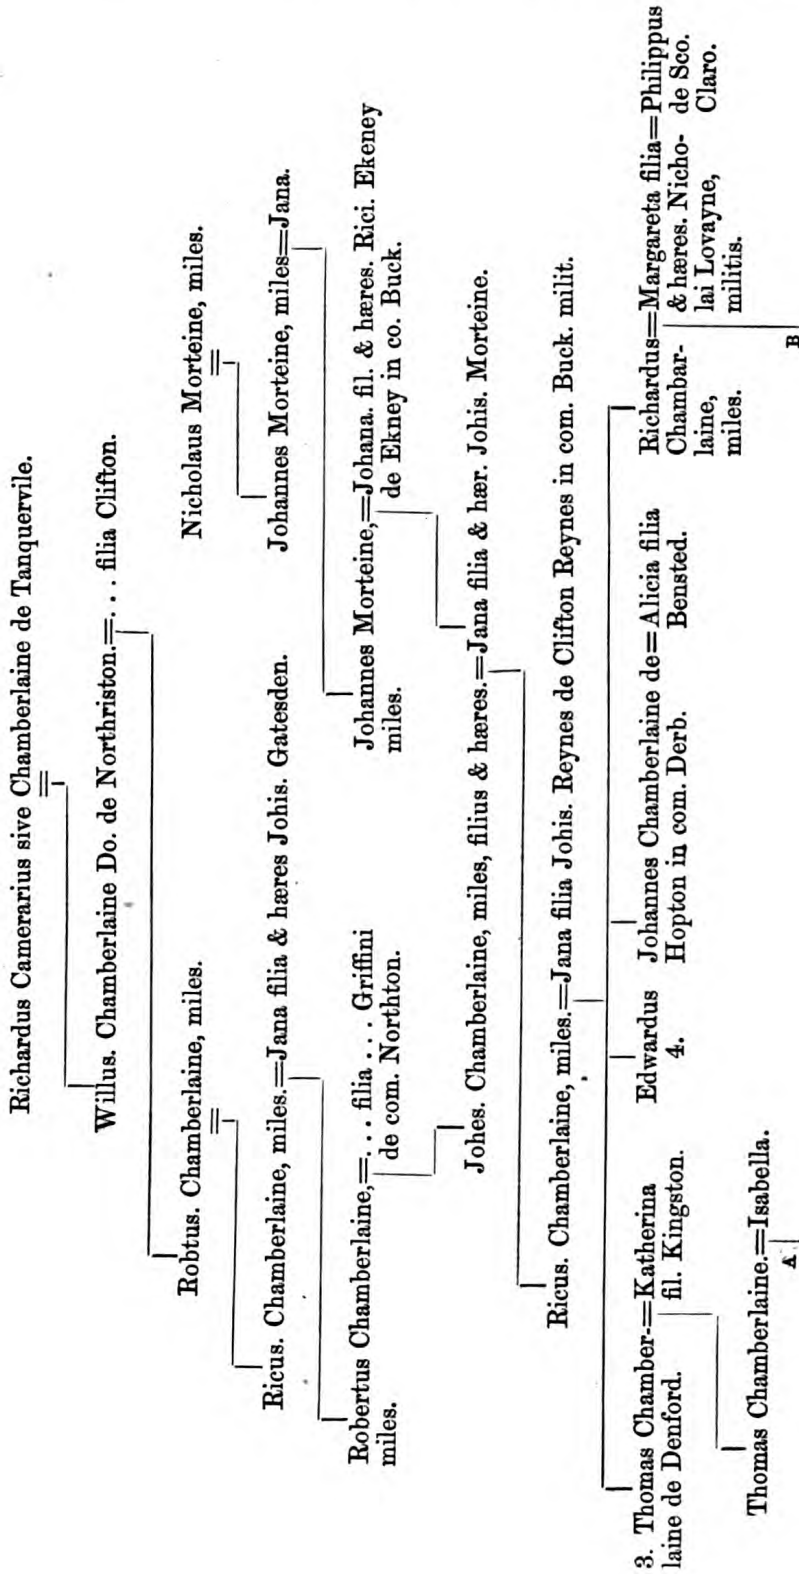 Richardus Camerarius sive Chamberlaine de Tanquervile.
Willus. Chamberlaine Do. de Northriston.=. . . filia Clifton.
Robtus. Chamberlaine, miles.
Nicholaus Morteine, miles.
Ricus. Chamberlaine, miles.=Jana filia & hæres Johis. Gatesden.
Johannes Morteine, miles=Jana.
Robertus Chamberlaine,=. . . filia . . . Griffini
miles.
de com. Northton.
Johannes Morteine,=Johana. fil. & hæres. Rici. Ekeney
miles.
de Ekney in co. Buck.
Johes. Chamberlaine, miles, filius & hæres.=Jana filia & hær. Johis. Morteine.
Ricus. Chamberlaine, miles.=Jana filia Johis. Reynes de Clifton Reynes in com. Buck. milit.
3. Thomas Chamber-=Katherina
laine de Denford.
fil. Kingston.
Edwardus
4.
Johannes Chamberlaine de=Alicia filia
Hopton in com. Derb.
Bensted.
Richardus=Margareta filia=Philippus
Chambar-
& hæres. Nicho-
de Sco.
laine,
lai Lovayne,
Claro.
miles.
militis.
Thomas Chamberlaine.=Isabella.
A
B